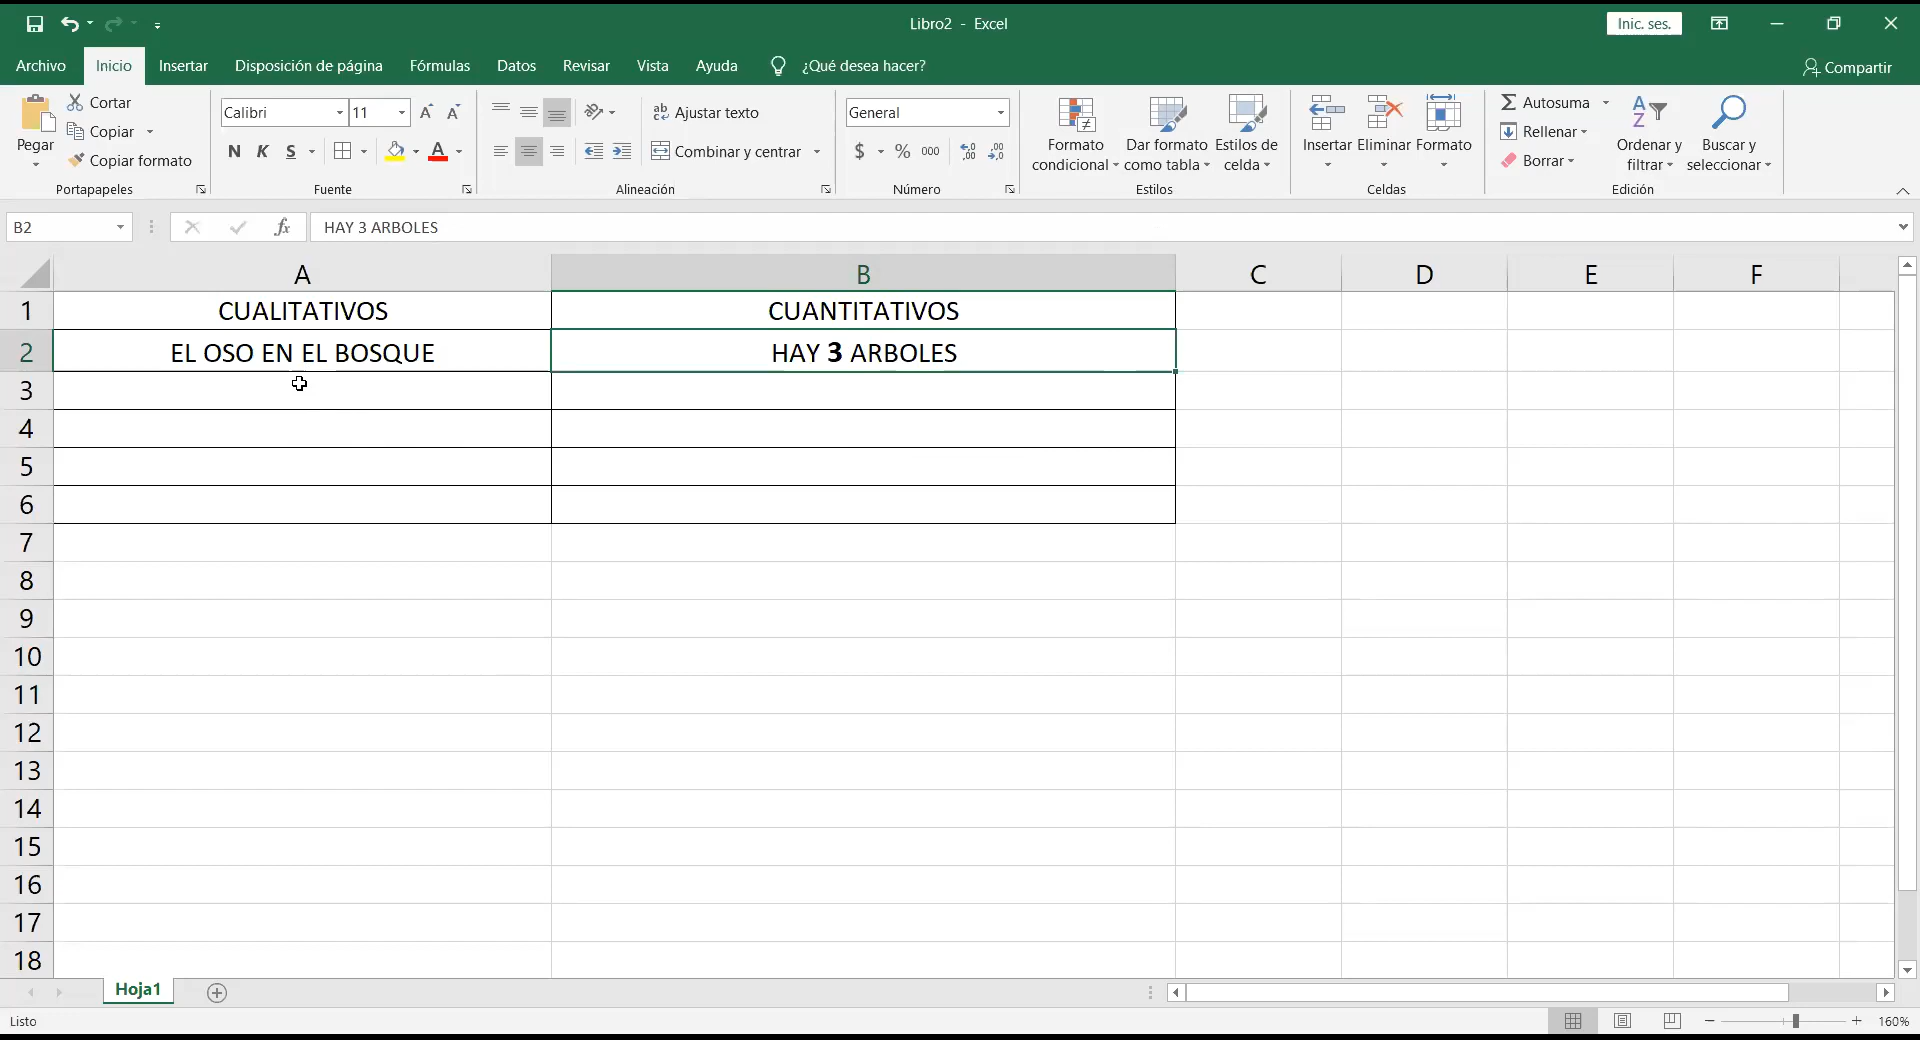 Libro2 - Excel
Inic. ses.
Archivo Inicio Insertar Disposición de página Fórmulas Datos Revisar Vista Ayuda ¿Qué desea hacer? Compartir
Pegar
Cortar
Copiar
Copiar formato
Portapapeles
Calibri 11
N K S A
Fuente
Ajustar texto
Combinar y centrar
Alineación
General
$ % 000
Número
Formato condicional
Dar formato como tabla
Estilos de celda
Estilos
Insertar Eliminar Formato
Celdas
Autosuma
Rellenar
Borrar
Ordenar y filtrar
Buscar y seleccionar
Edición
B2 fx HAY 3 ARBOLES
A B C D E F
1 CUALITATIVOS CUANTITATIVOS
2 EL OSO EN EL BOSQUE HAY 3 ARBOLES
3
4
5
6
7
8
9
10
11
12
13
14
15
16
17
18
Hoja1
Listo
160%